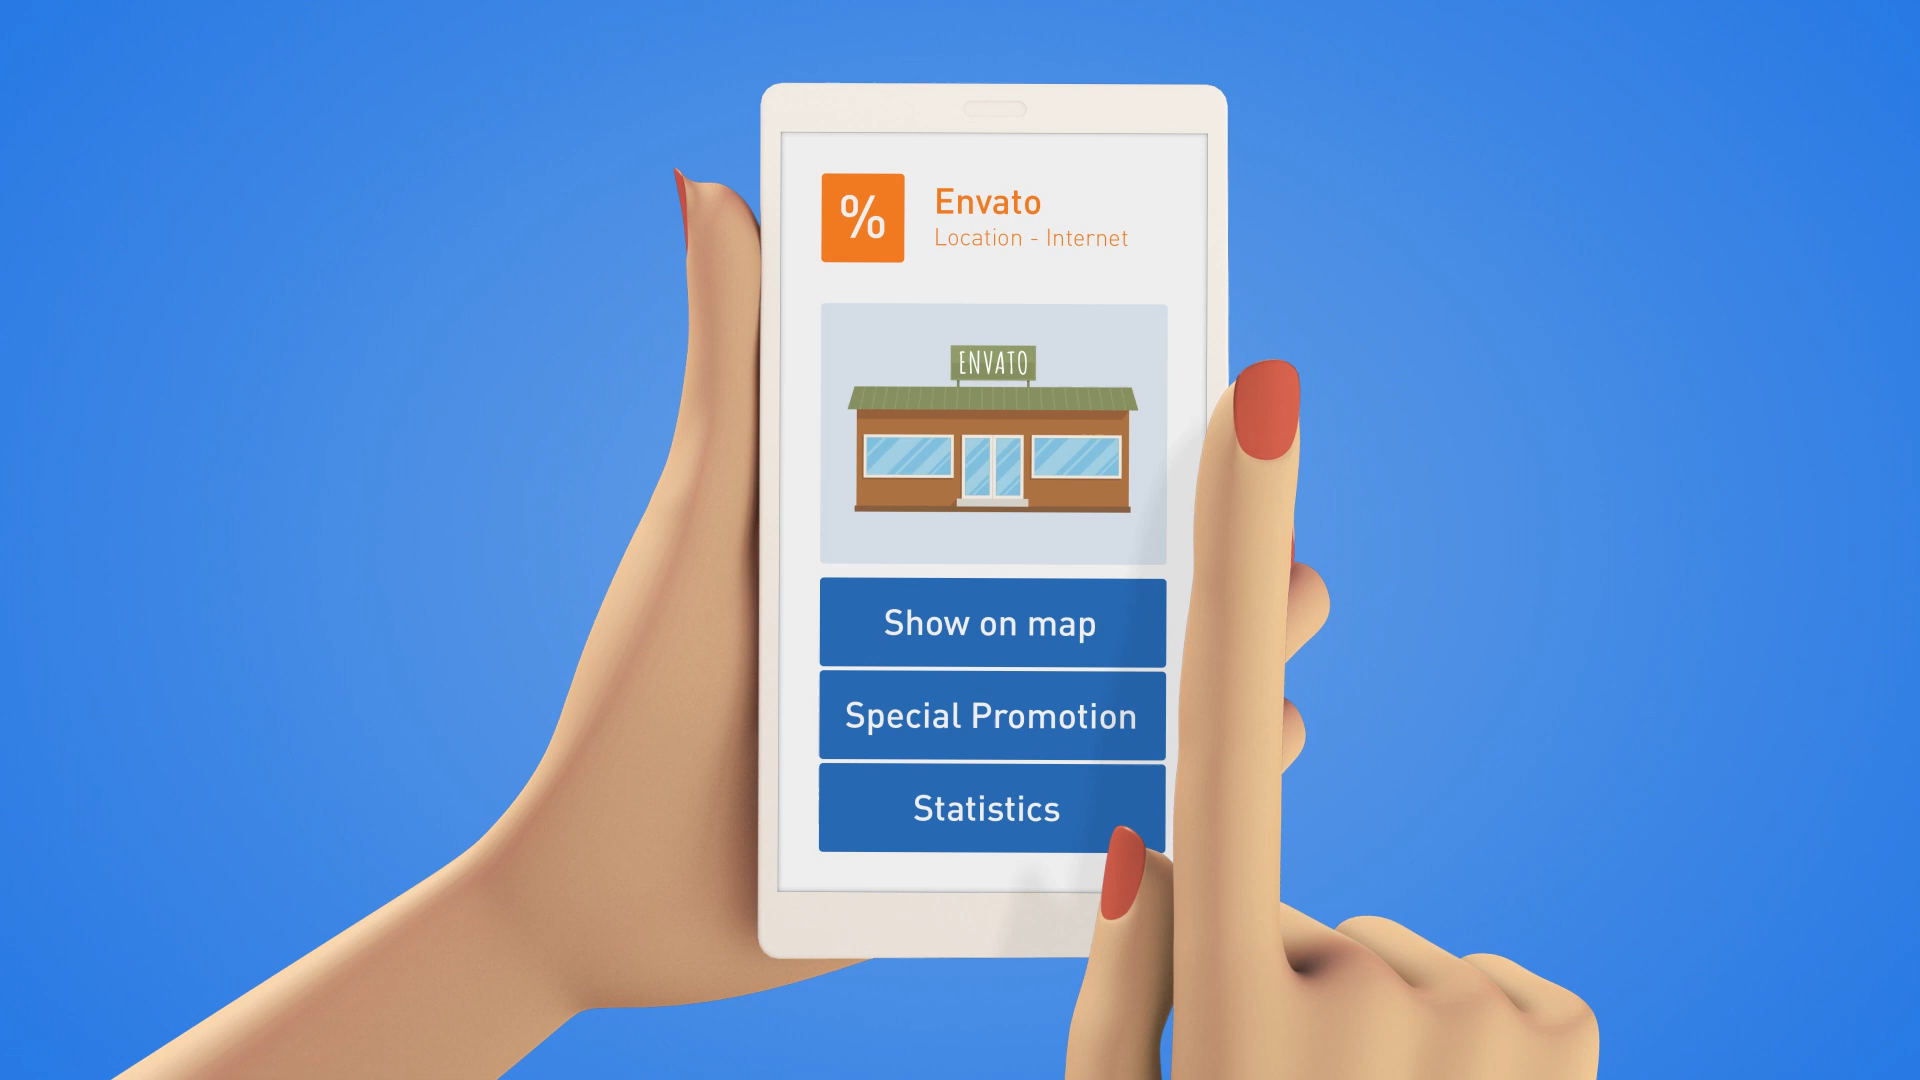 %
Envato
Location - Internet
ENVATO
Show on map
Special Promotion
Statistics